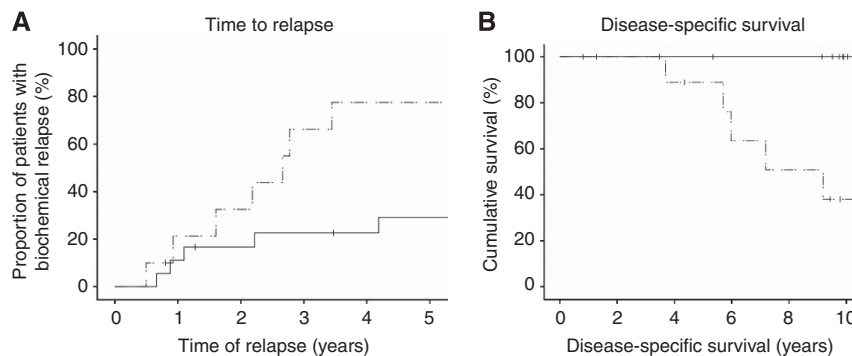 A
Time to relapse
Proportion of patients with
biochemical relapse (%)
100
80
60
40
20
0
0 1 2 3 4 5
Time of relapse (years)
B
Disease-specific survival
Cumulative survival (%)
100
80
60
40
20
0
0 2 4 6 8 10
Disease-specific survival (years)